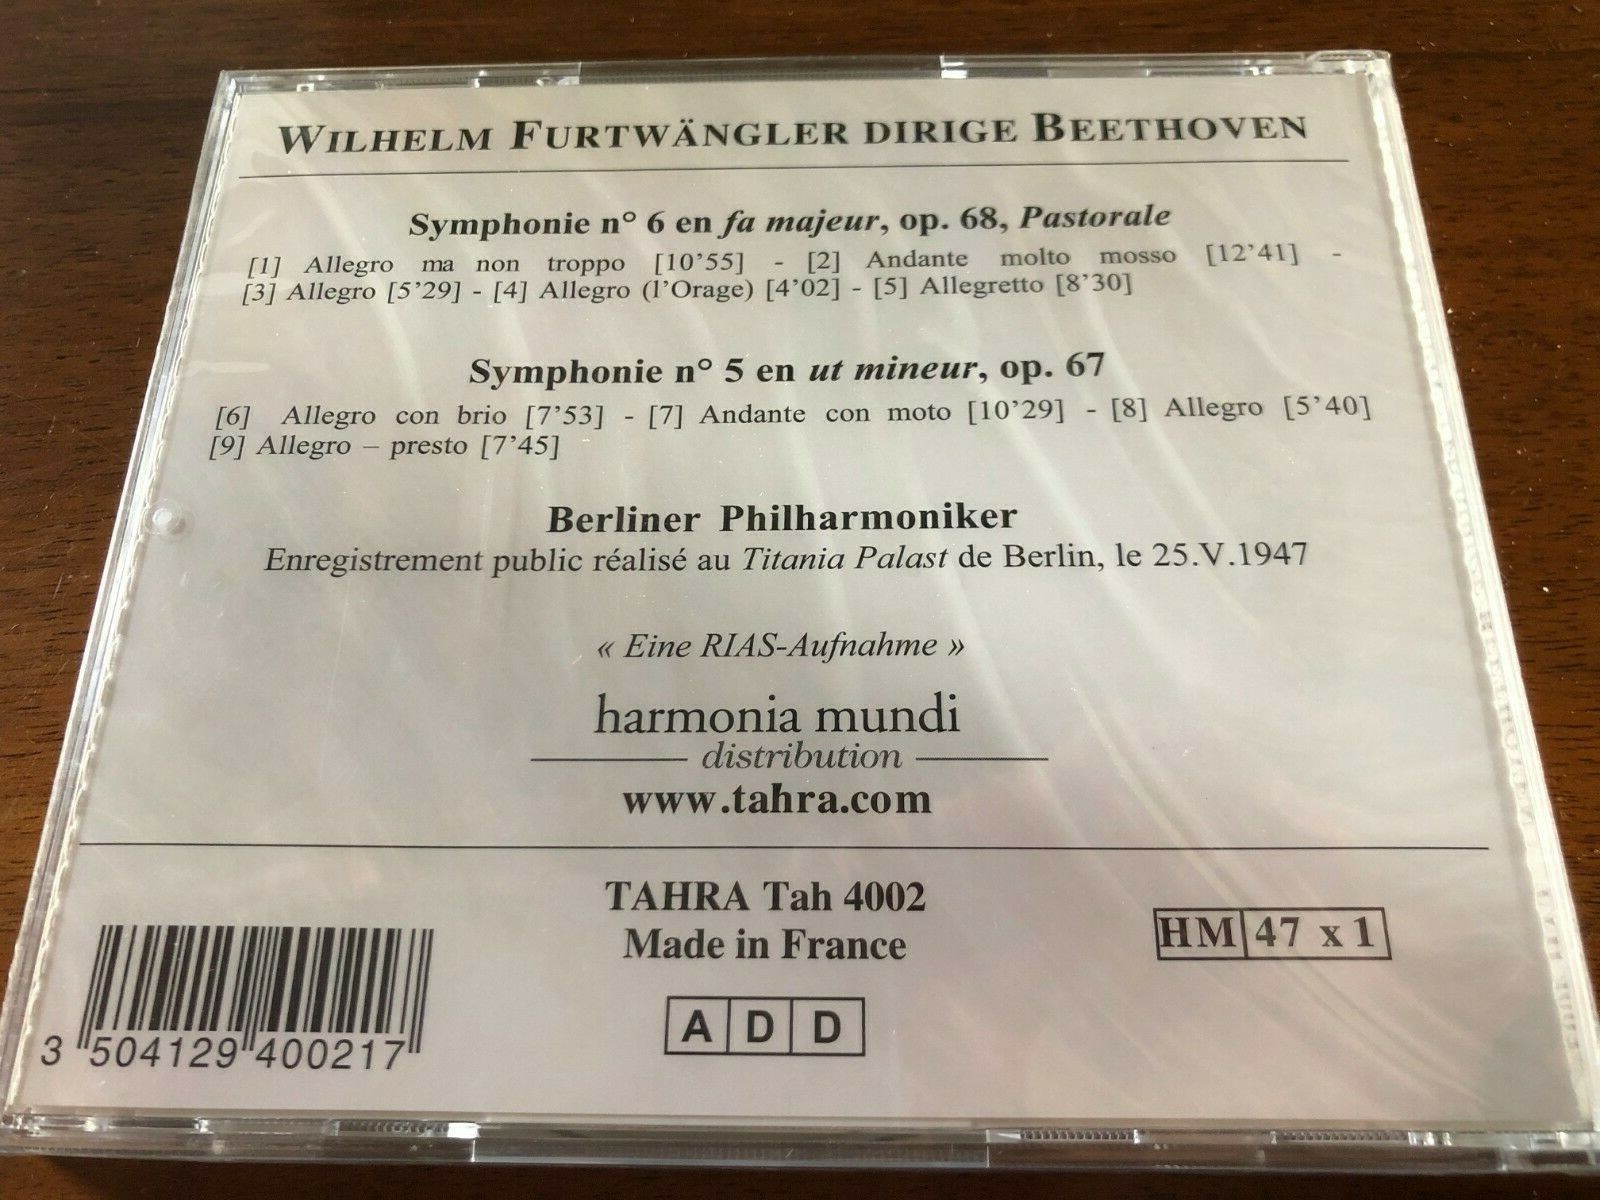 WILHELM FURTWÄNGLER DIRIGE BEETHOVEN
Symphonie n° 6 en fa majeur, op. 68, Pastorale
[1] Allegro ma non troppo [10’55] - [2] Andante molto mosso [12’41] -
[3] Allegro [5’29] - [4] Allegro (l’Orage) [4’02] - [5] Allegretto [8’30]
Symphonie n° 5 en ut mineur, op. 67
[6] Allegro con brio [7’53] - [7] Andante con moto [10’29] - [8] Allegro [5’40]
[9] Allegro – presto [7’45]
Berliner Philharmoniker
Enregistrement public réalisé au Titania Palast de Berlin, le 25.V.1947
« Eine RIAS-Aufnahme »
harmonia mundi
distribution
www.tahra.com
TAHRA Tah 4002
Made in France
HM 47 x 1
A D D
3 504129 400217